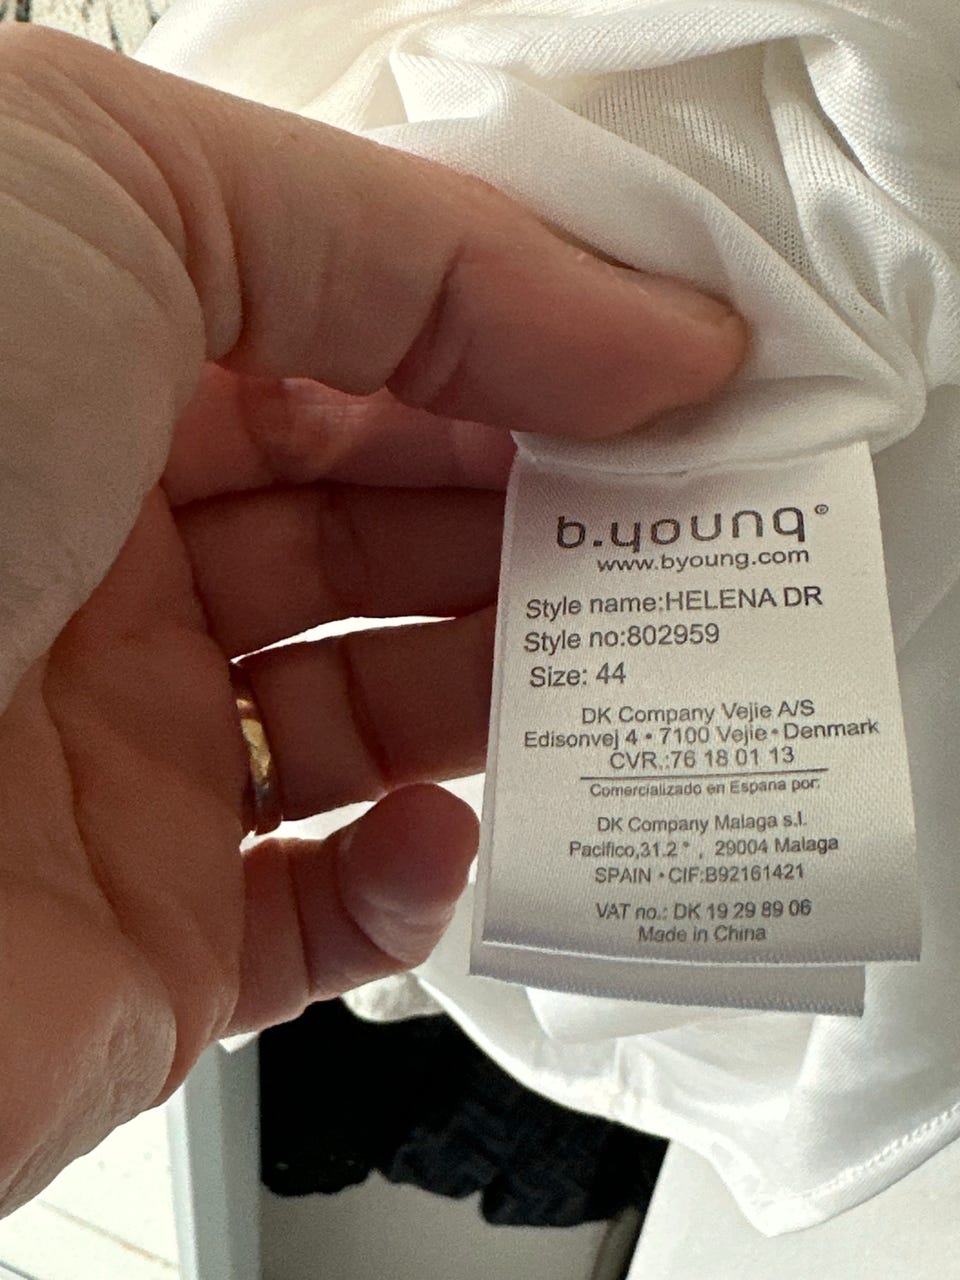 b.young®
www.byoung.com
Style name:HELENA DR
Style no:802959
Size: 44
DK Company Vejle A/S
Edisonvej 4 • 7100 Vejle • Denmark
CVR.:76 18 01 13
Comercializado en Espana por:
DK Company Malaga s.l.
Pacifico,31.2 ° , 29004 Malaga
SPAIN • CIF:B92161421
VAT no.: DK 19 29 89 06
Made in China